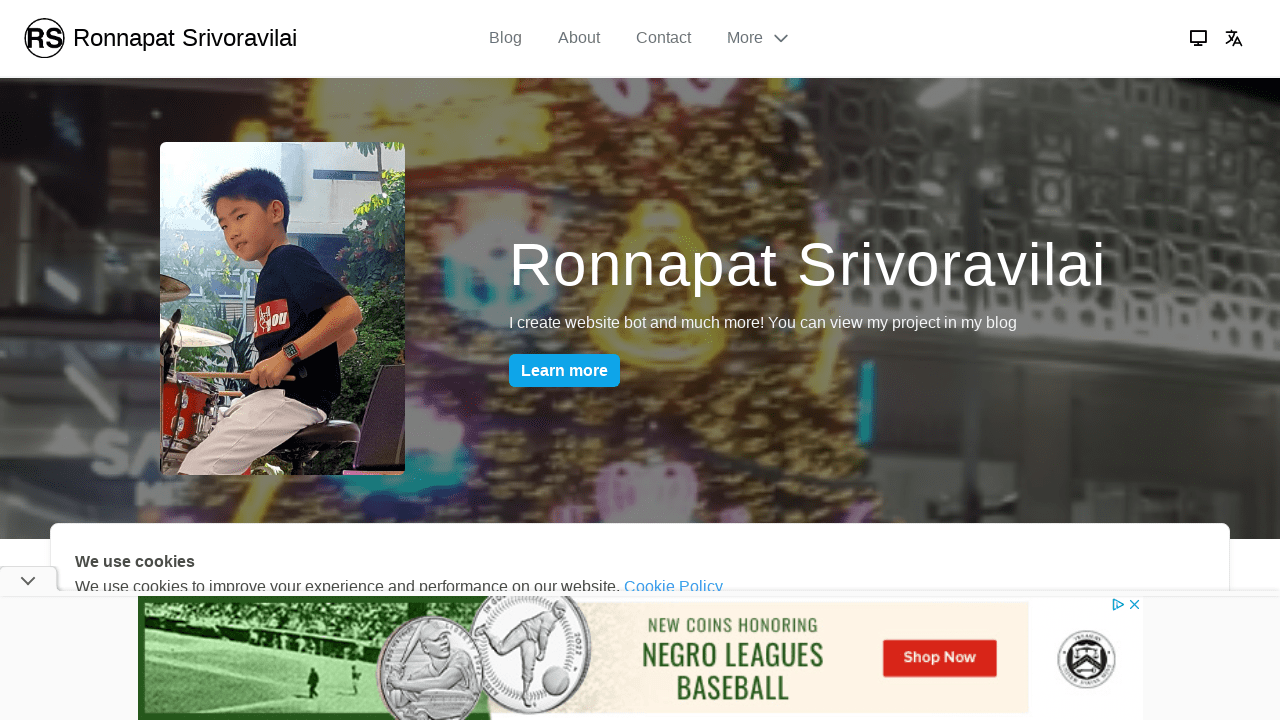 RS Ronnapat Srivoravilai
Blog
About
Contact
More
YOU
SA
Ronnapat Srivoravilai
I create website bot and much more! You can view my project in my blog
Learn more
We use cookies
We use cookies to improve your experience and performance on our website. Cookie Policy
NEW COINS HONORING
NEGRO LEAGUES
BASEBALL
Shop Now